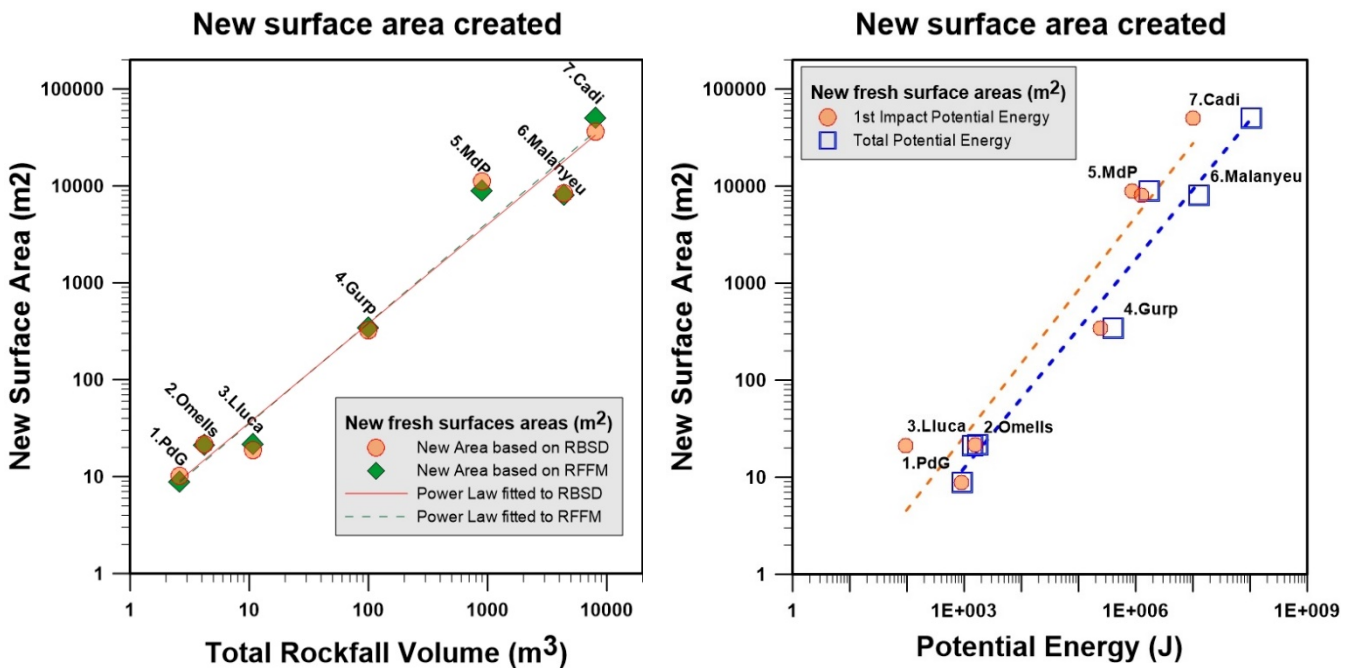 New surface area created
New Surface Area (m2)
100000
10000
1000
100
10
1
1.PdG
2.Omells
3.Lluca
4.Gurp
5.MdP
6.Malanyeu
7.Cadi
New fresh surfaces areas (m2)
New Area based on RBSD
New Area based on RFFM
Power Law fitted to RBSD
Power Law fitted to RFFM
1 10 100 1000 10000
Total Rockfall Volume (m3)
New surface area created
New Surface Area (m2)
100000
10000
1000
100
10
1
New fresh surface areas (m2)
1st Impact Potential Energy
Total Potential Energy
7.Cadi
5.MdP
6.Malanyeu
4.Gurp
3.Lluca
2.Omells
1.PdG
1 1E+003 1E+006 1E+009
Potential Energy (J)